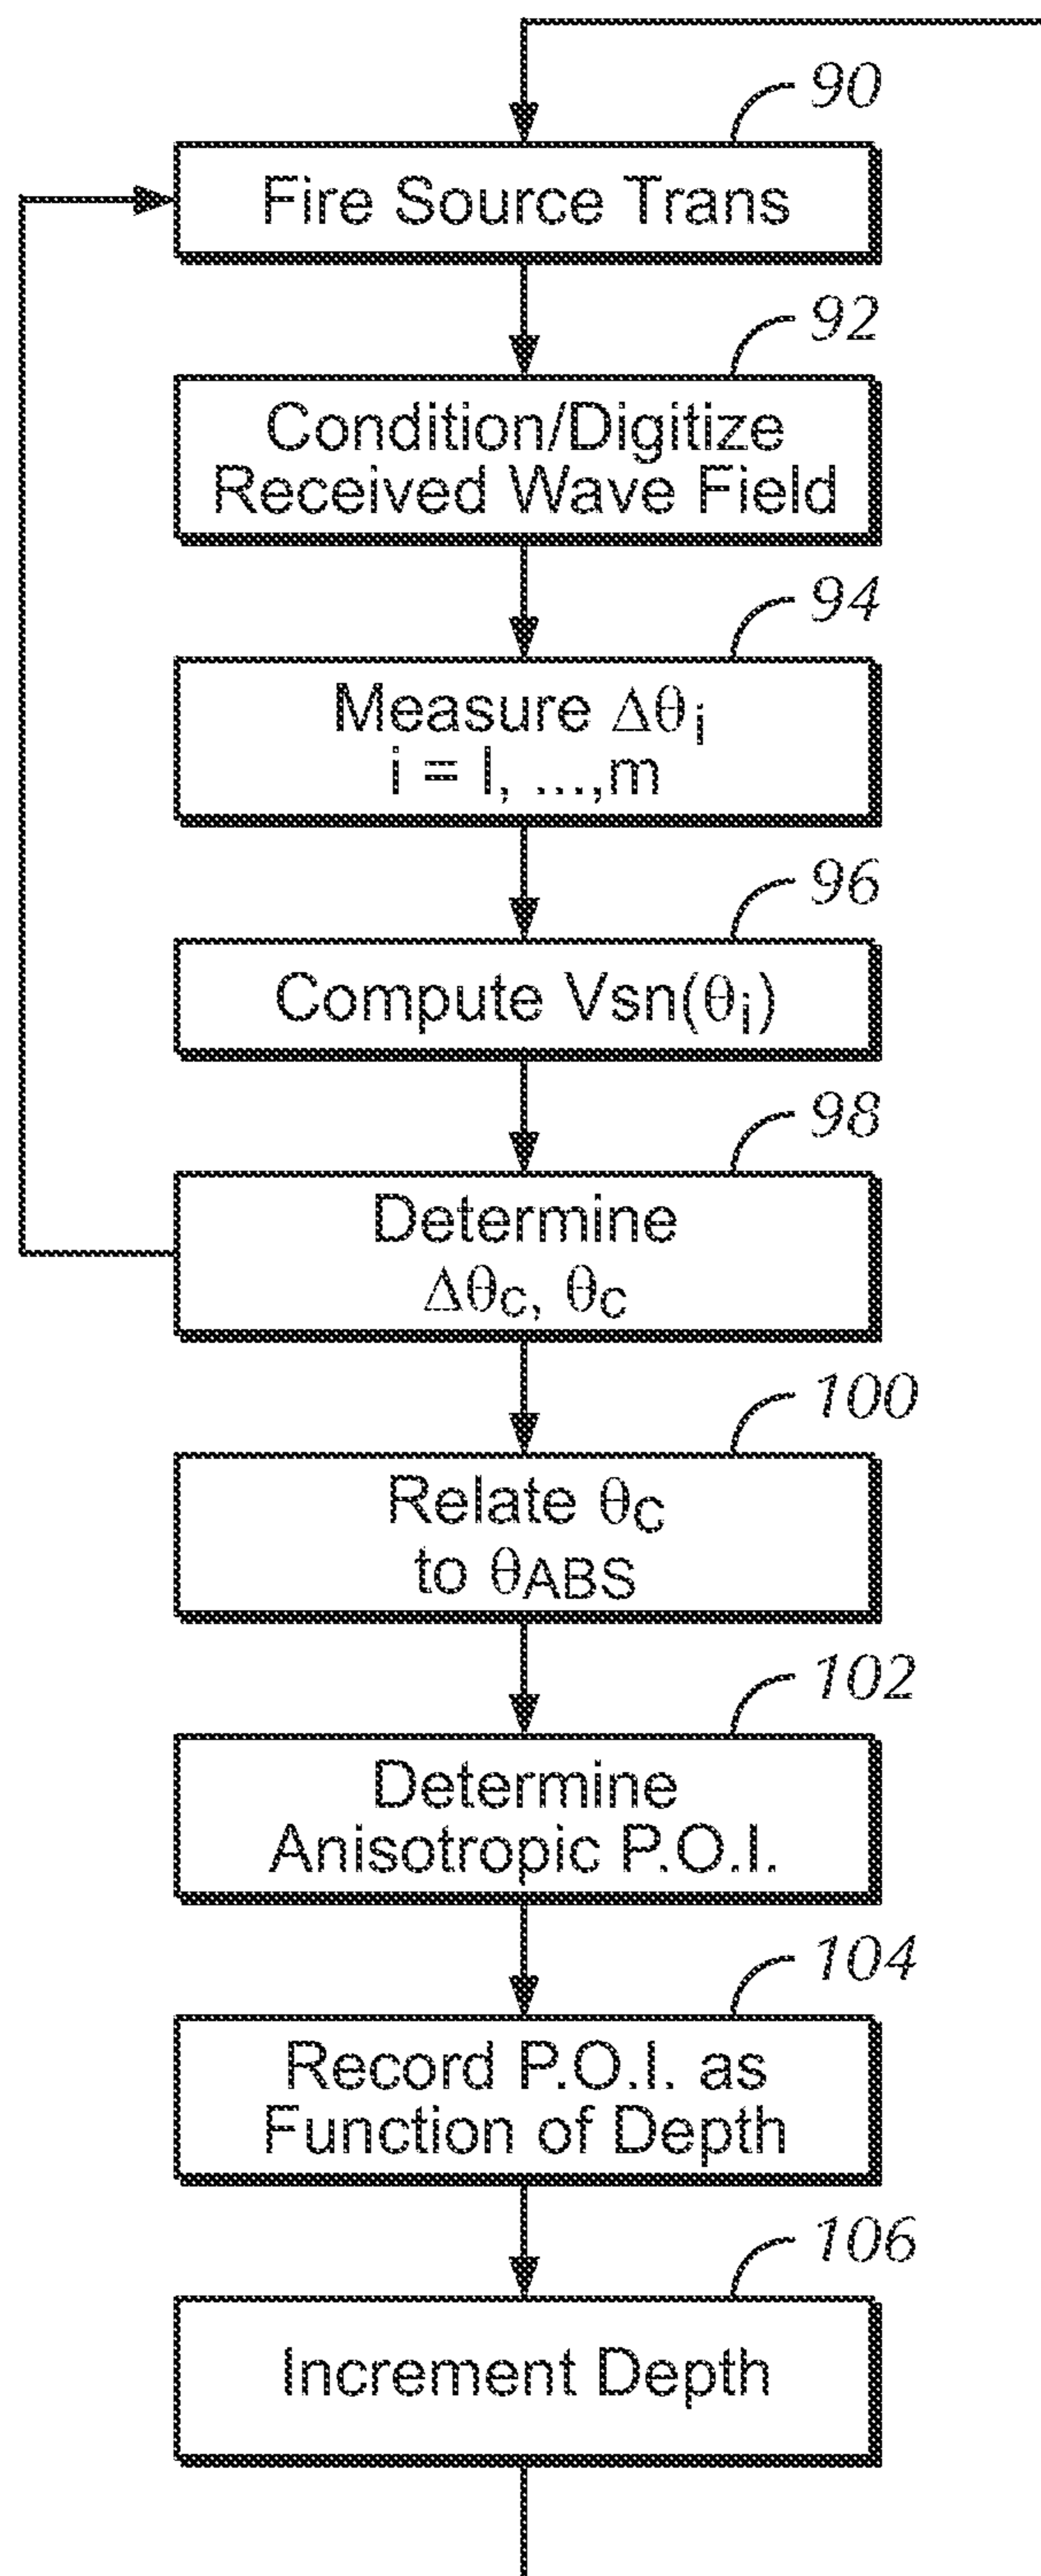 90
Fire Source Trans
92
Condition/Digitize
Received Wave Field
94
Measure Δθi
i = I, ...,m
96
Compute Vsn(θi)
98
Determine
ΔθC, θC
100
Relate θC
to θABS
102
Determine
Anisotropic P.O.I.
104
Record P.O.I. as
Function of Depth
106
Increment Depth